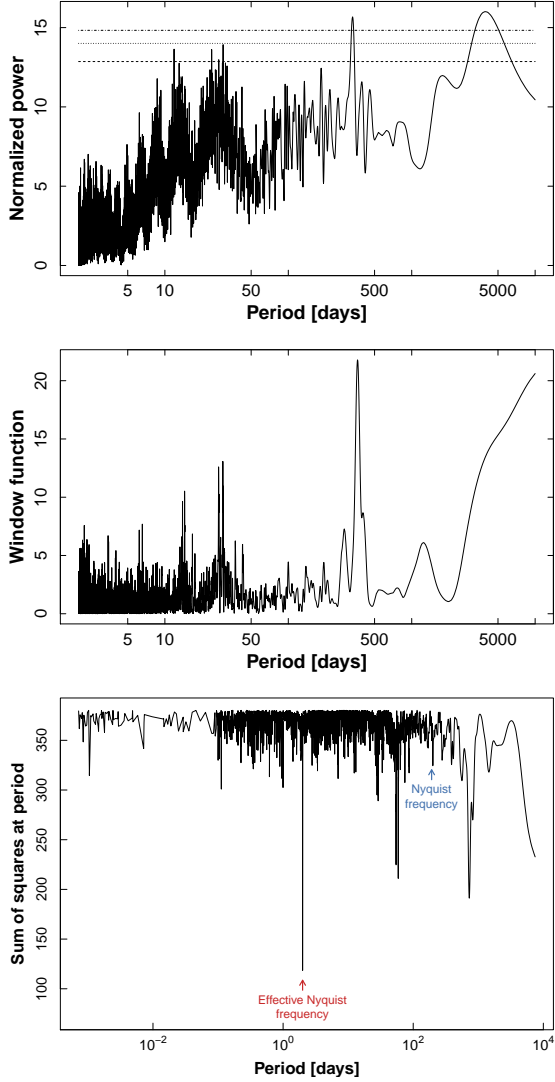 Normalized power
15
10
5
0
5 10 50 500 5000
Period [days]
Window function
20
15
10
5
0
5 10 50 500 5000
Period [days]
Sum of squares at period
350
300
250
200
150
100
Nyquist
frequency
Effective Nyquist
frequency
10⁻² 10⁰ 10² 10⁴
Period [days]